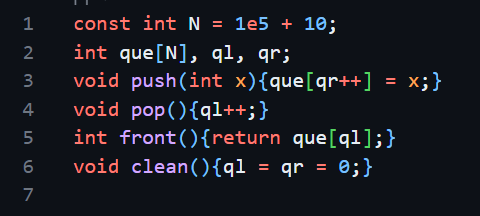 1 const int N = 1e5 + 10;
2 int que[N], ql, qr;
3 void push(int x){que[qr++] = x;}
4 void pop(){ql++;}
5 int front(){return que[ql];}
6 void clean(){ql = qr = 0;}
7